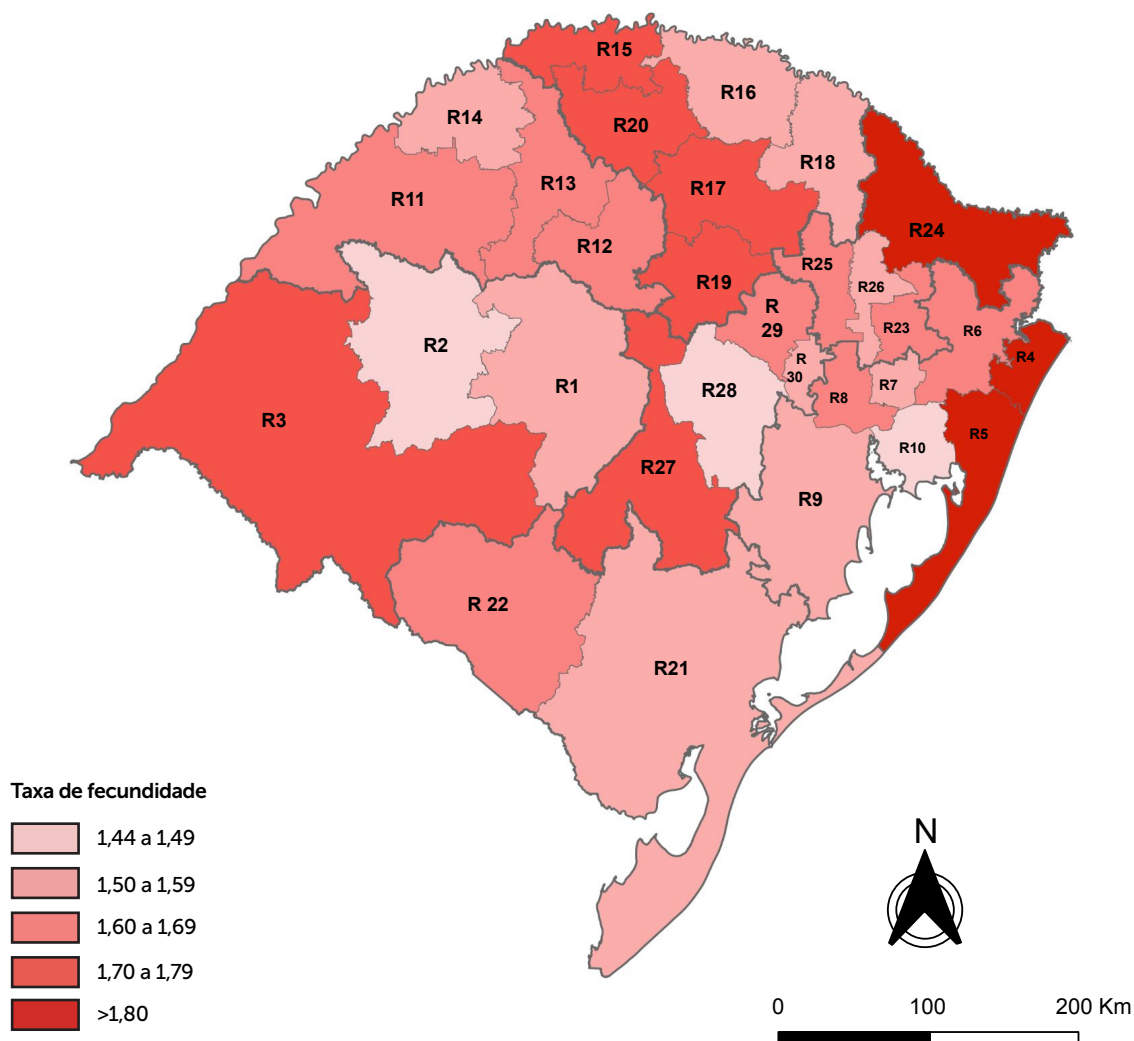 R15
R16
R14
R20
R18
R13
R17
R11
R24
R12
R25
R19
R26
R
29
R23
R6
R2
R4
R
30
R1
R28
R7
R8
R3
R5
R10
R27
R9
R 22
R21
Taxa de fecundidade
1,44 a 1,49
1,50 a 1,59
1,60 a 1,69
1,70 a 1,79
>1,80
N
0 100 200 Km